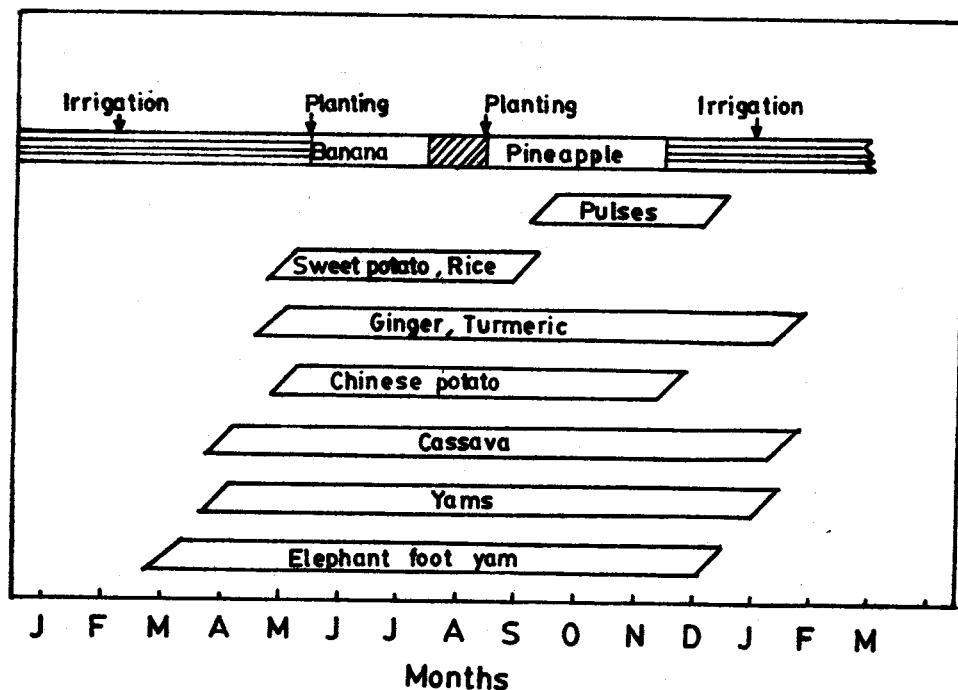 Irrigation Planting Planting Irrigation
Banana Pineapple
Pulses
Sweet potato, Rice
Ginger, Turmeric
Chinese potato
Cassava
Yams
Elephant foot yam
J F M A M J J A S O N D J F M
Months